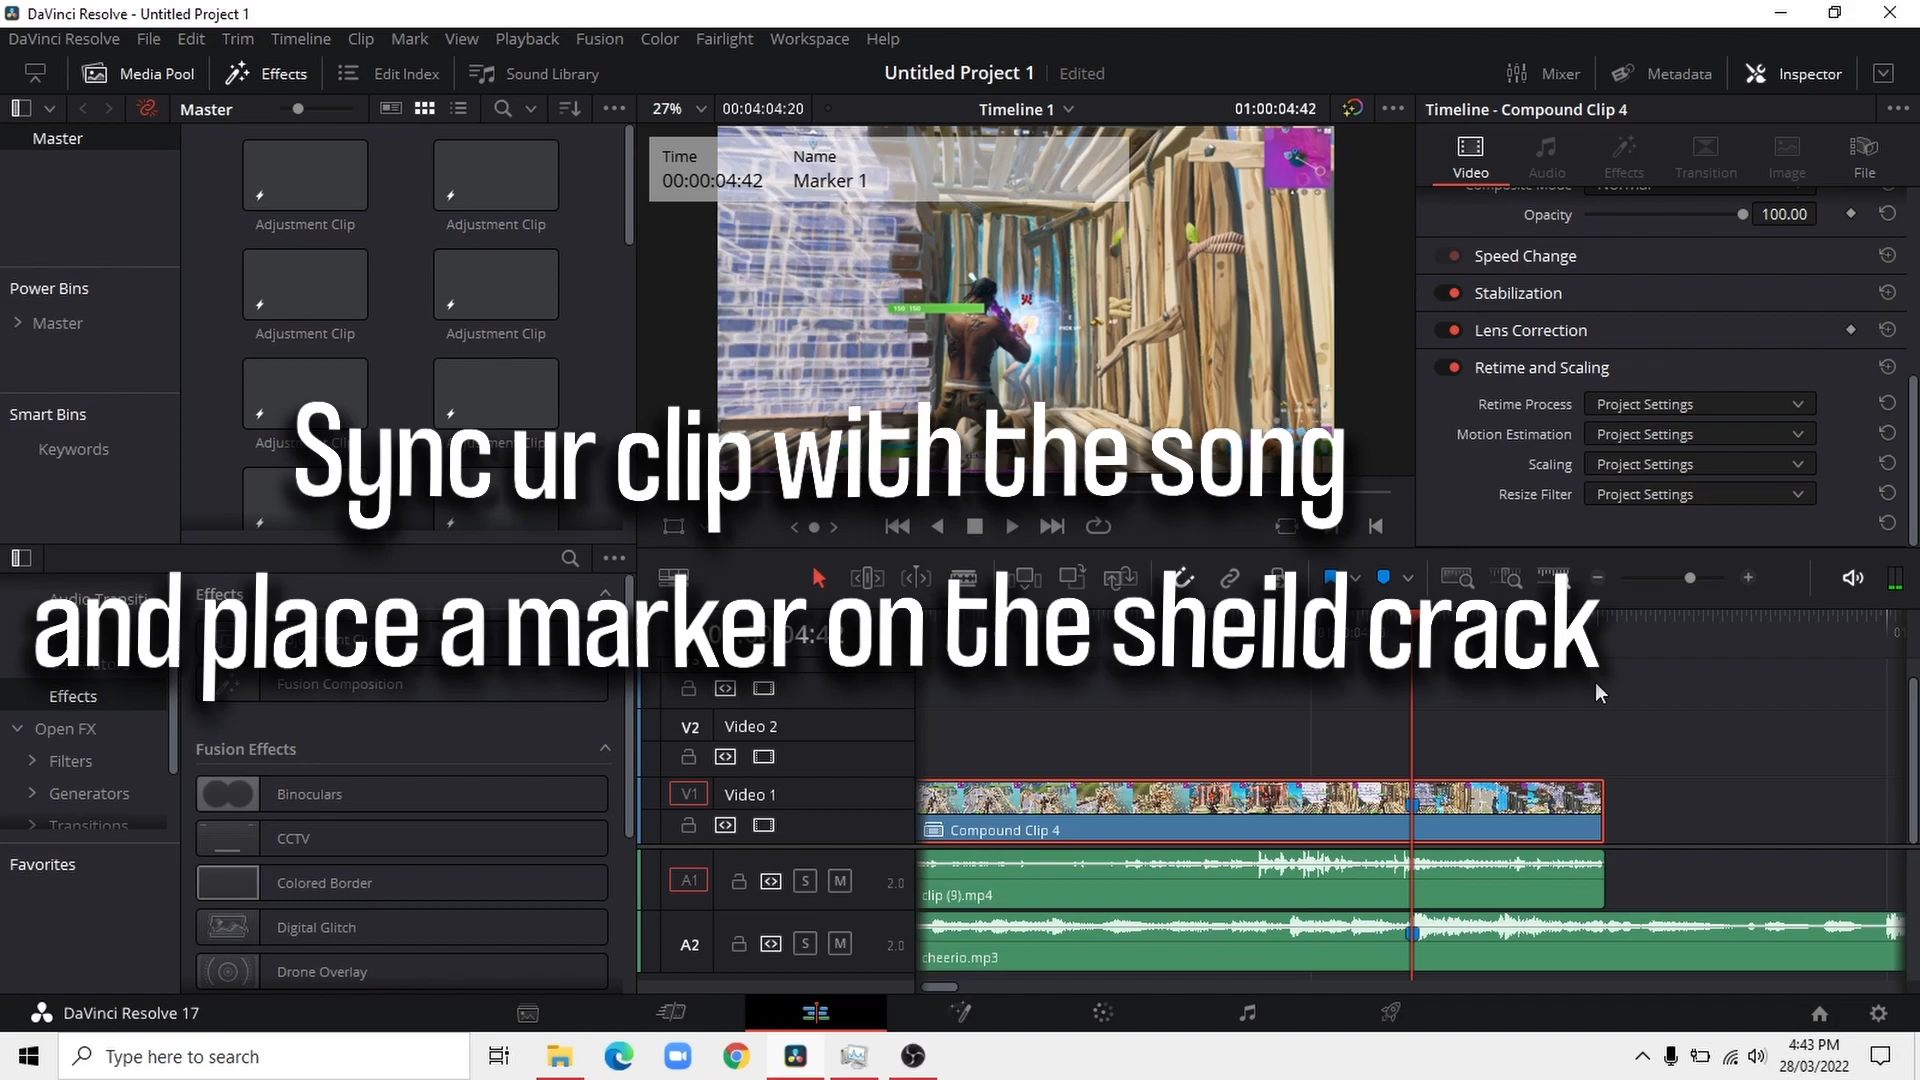 DaVinci Resolve - Untitled Project 1
DaVinci Resolve File Edit Trim Timeline Clip Mark View Playback Fusion Color Fairlight Workspace Help
Media Pool Effects Edit Index Sound Library Untitled Project 1 Edited Mixer Metadata Inspector
Master 27% 00:04:04:20 Timeline 1 01:00:04:42 Timeline - Compound Clip 4
Master
Power Bins
Master
Smart Bins
Keywords
Adjustment Clip Adjustment Clip
Adjustment Clip Adjustment Clip
Time Name
00:00:04:42 Marker 1
150 | 150
Video Audio Effects Transition Image File
Composite Mode Normal
Opacity 100.00
Speed Change
Stabilization
Lens Correction
Retime and Scaling
Retime Process Project Settings
Motion Estimation Project Settings
Scaling Project Settings
Resize Filter Project Settings
Sync ur clip with the song
and place a marker on the sheild crack
Effects
Fusion Composition
Effects
Open FX
Filters
Generators
Transitions
Favorites
Fusion Effects
Binoculars
CCTV
Colored Border
Digital Glitch
Drone Overlay
V2 Video 2
V1 Video 1
Compound Clip 4
A1 S M 2.0
clip (9).mp4
A2 S M 2.0
cheerio.mp3
DaVinci Resolve 17
Type here to search
4:43 PM
28/03/2022